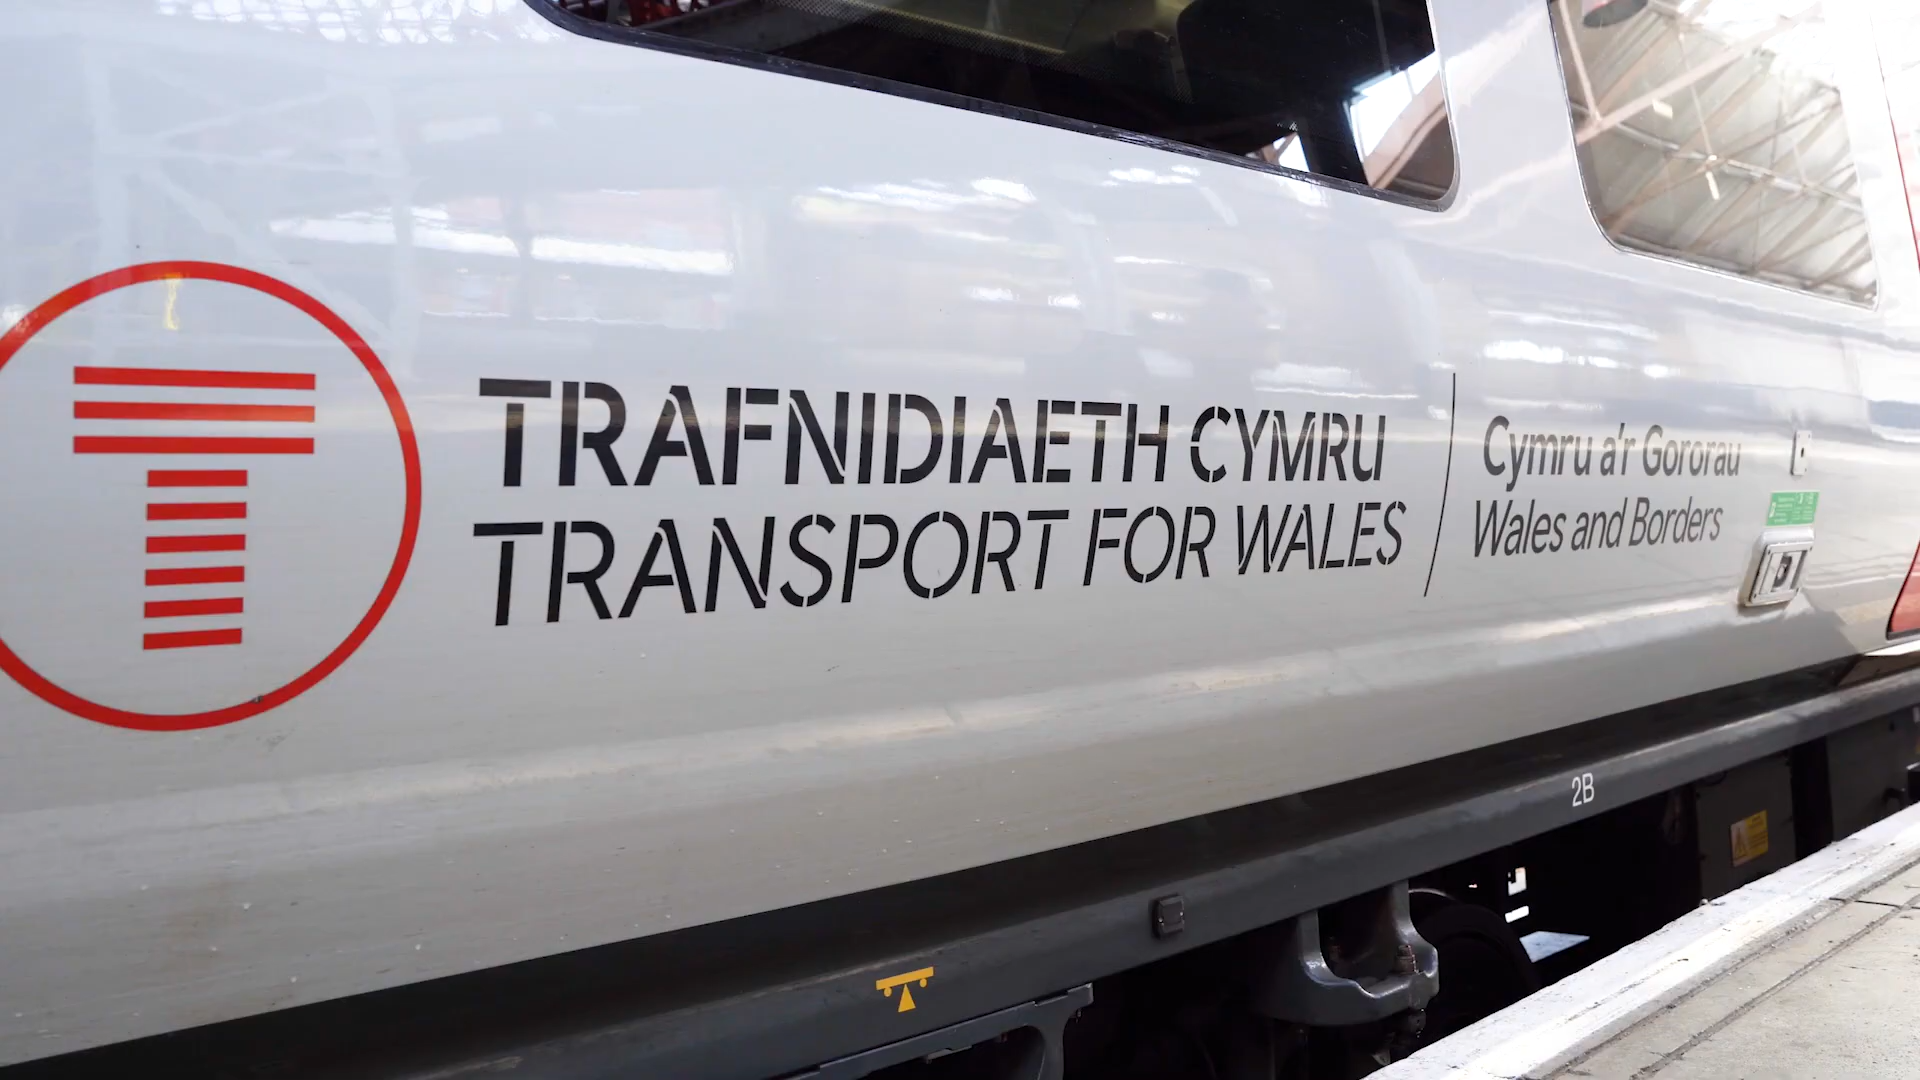 T
TRAFNIDIAETH CYMRU
TRANSPORT FOR WALES
Cymru a'r Gororau
Wales and Borders
2B